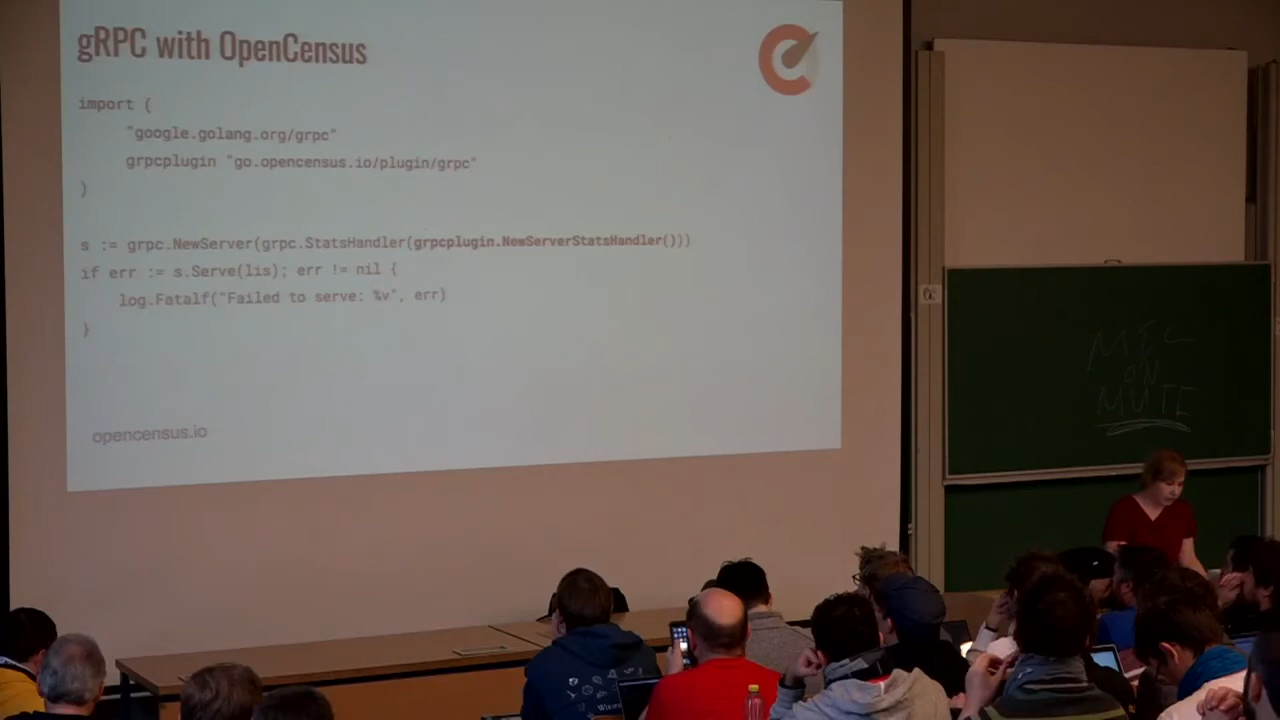 gRPC with OpenCensus
import (
"google.golang.org/grpc"
grpcplugin "go.opencensus.io/plugin/grpc"
)
s := grpc.NewServer(grpc.StatsHandler(grpcplugin.NewServerStatsHandler()))
if err := s.Serve(lis); err != nil {
log.Fatalf("Failed to serve: %v", err)
}
opencensus.io
MIC
ON
MUTE